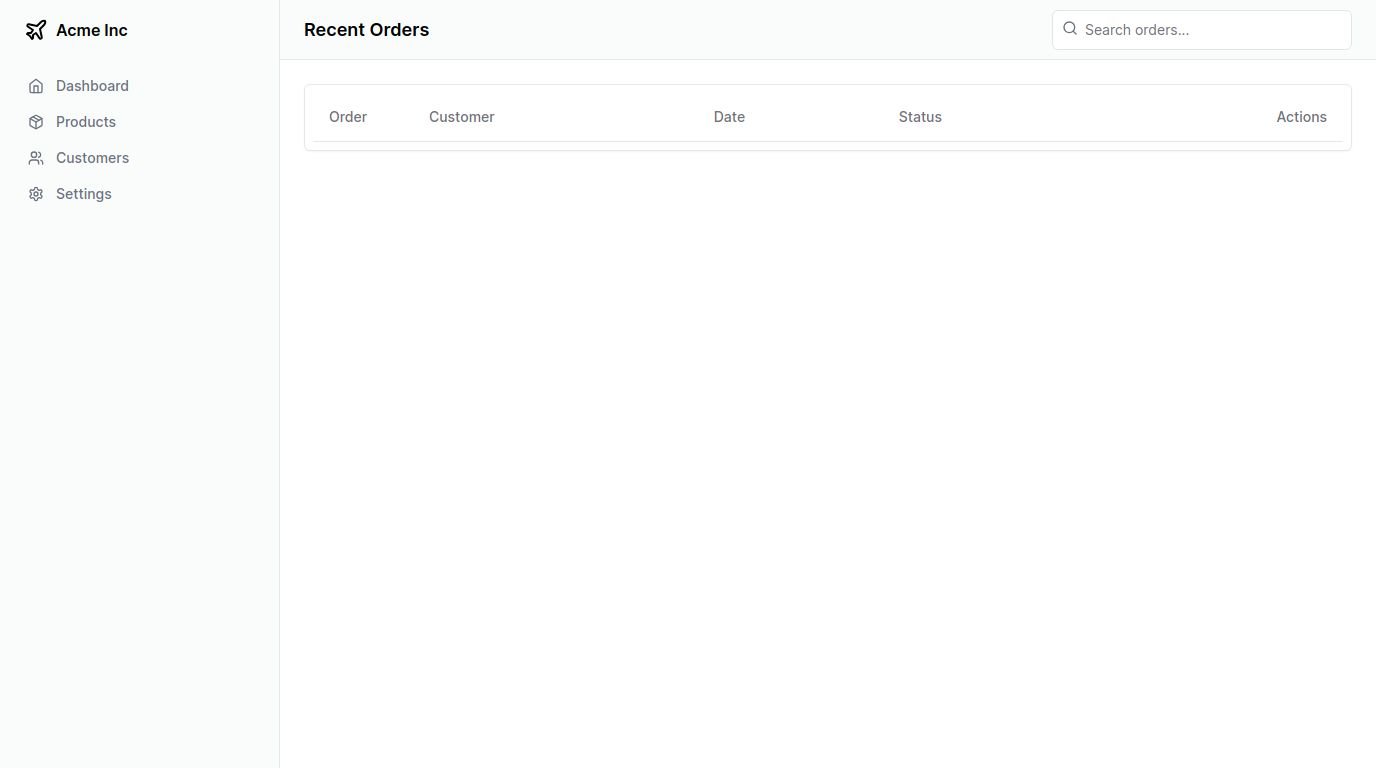 Acme Inc
Dashboard
Products
Customers
Settings
Recent Orders
Search orders...
Order Customer Date Status Actions